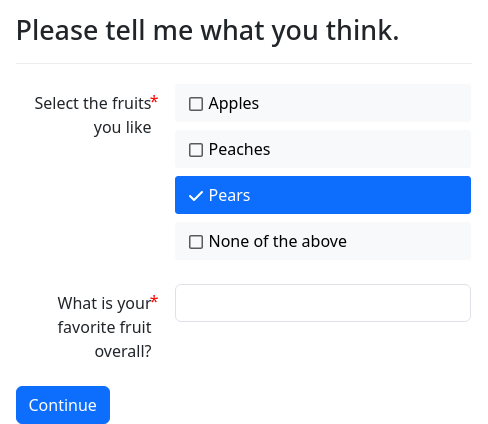 Please tell me what you think.
Select the fruits*
you like
Apples
Peaches
Pears
None of the above
What is your*
favorite fruit
overall?
Continue